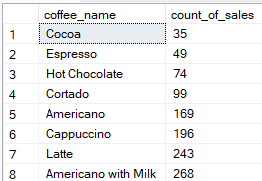 coffee_name count_of_sales
1 Cocoa 35
2 Espresso 49
3 Hot Chocolate 74
4 Cortado 99
5 Americano 169
6 Cappuccino 196
7 Latte 243
8 Americano with Milk 268